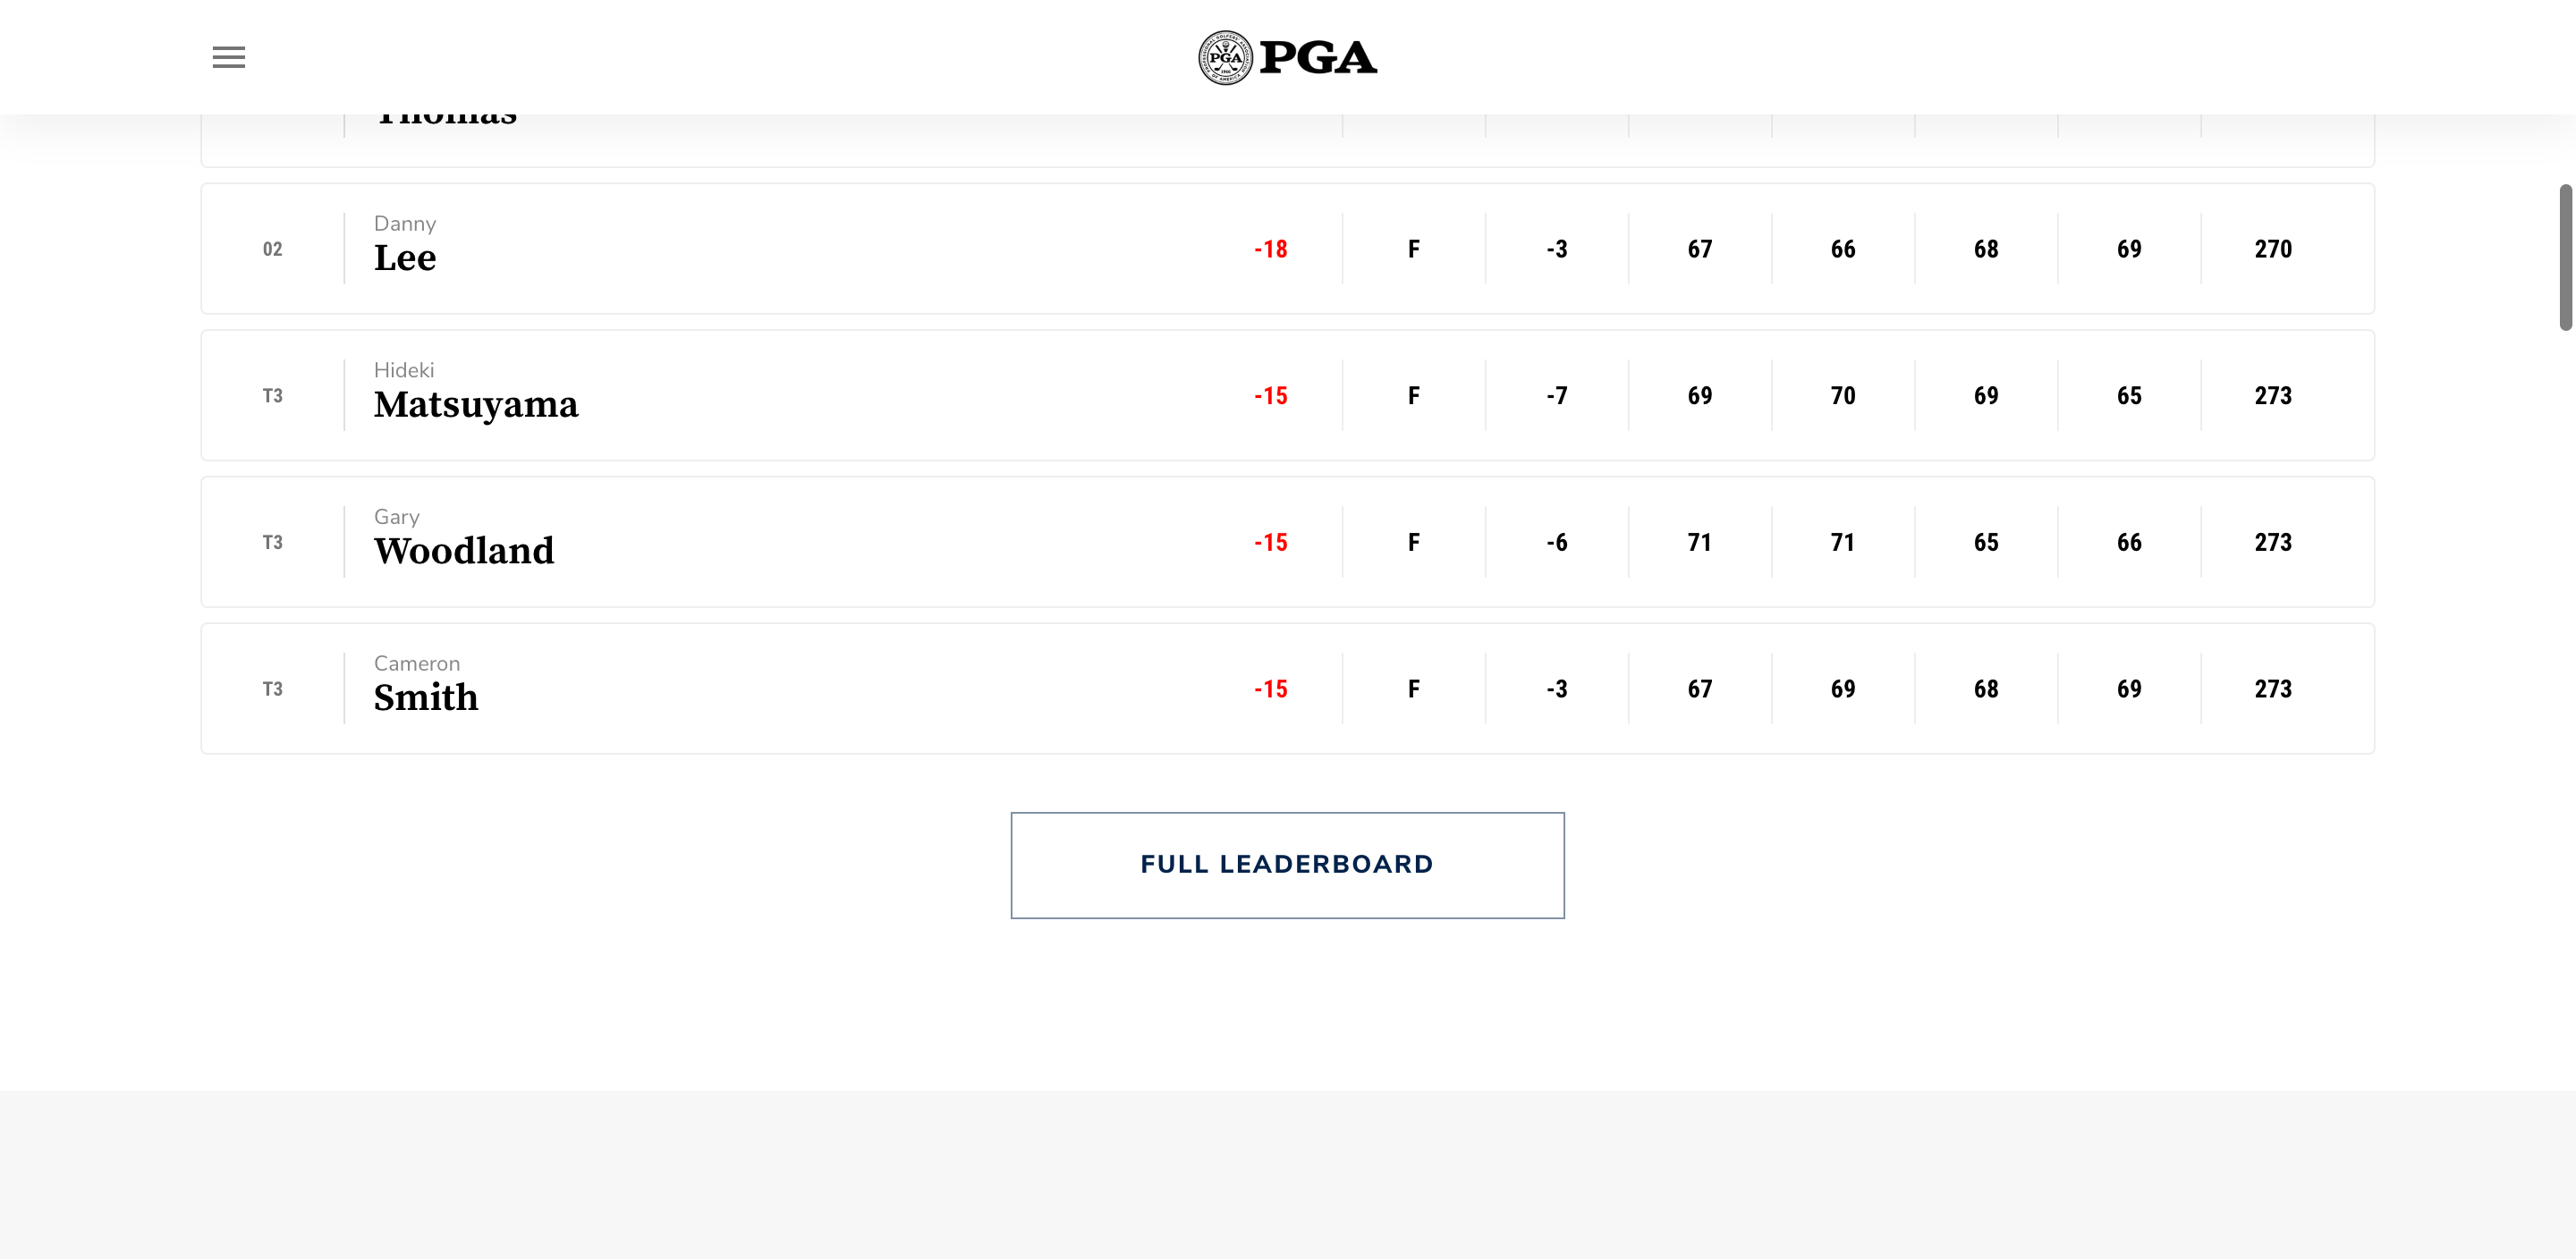 PGA PGA
Thomas
02 Danny Lee -18 F -3 67 66 68 69 270
T3 Hideki Matsuyama -15 F -7 69 70 69 65 273
T3 Gary Woodland -15 F -6 71 71 65 66 273
T3 Cameron Smith -15 F -3 67 69 68 69 273
FULL LEADERBOARD